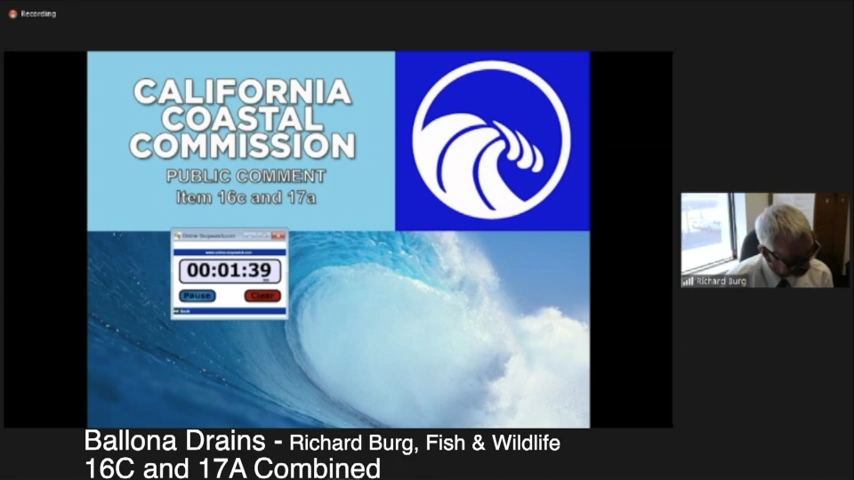 Recording
CALIFORNIA
COASTAL
COMMISSION
PUBLIC COMMENT
Item 16c and 17a
00:01:39
Pause
Clear
Richard Burg
Ballona Drains - Richard Burg, Fish & Wildlife
16C and 17A Combined